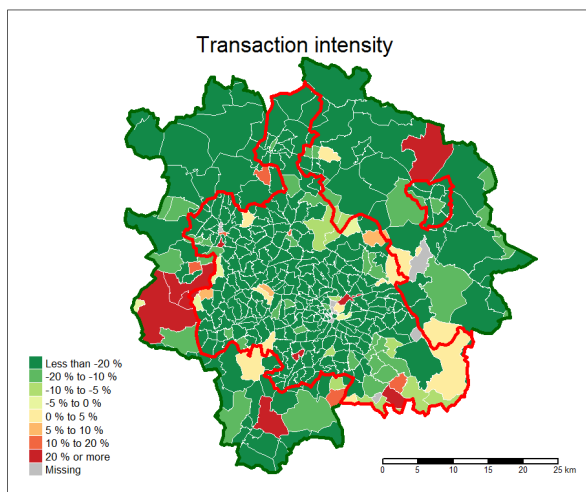 Transaction intensity
Less than -20 %
-20 % to -10 %
-10 % to -5 %
-5 % to 0 %
0 % to 5 %
5 % to 10 %
10 % to 20 %
20 % or more
Missing
0 5 10 15 20 25 km